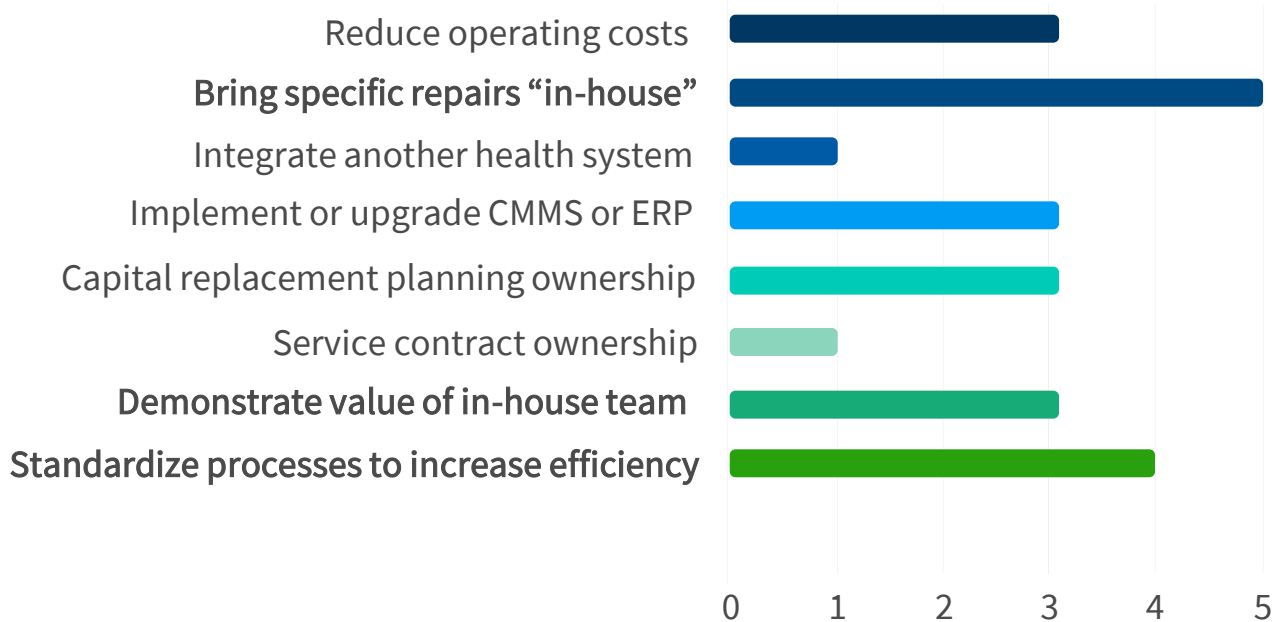 Reduce operating costs
Bring specific repairs “in-house”
Integrate another health system
Implement or upgrade CMMS or ERP
Capital replacement planning ownership
Service contract ownership
Demonstrate value of in-house team
Standardize processes to increase efficiency
0 1 2 3 4 5